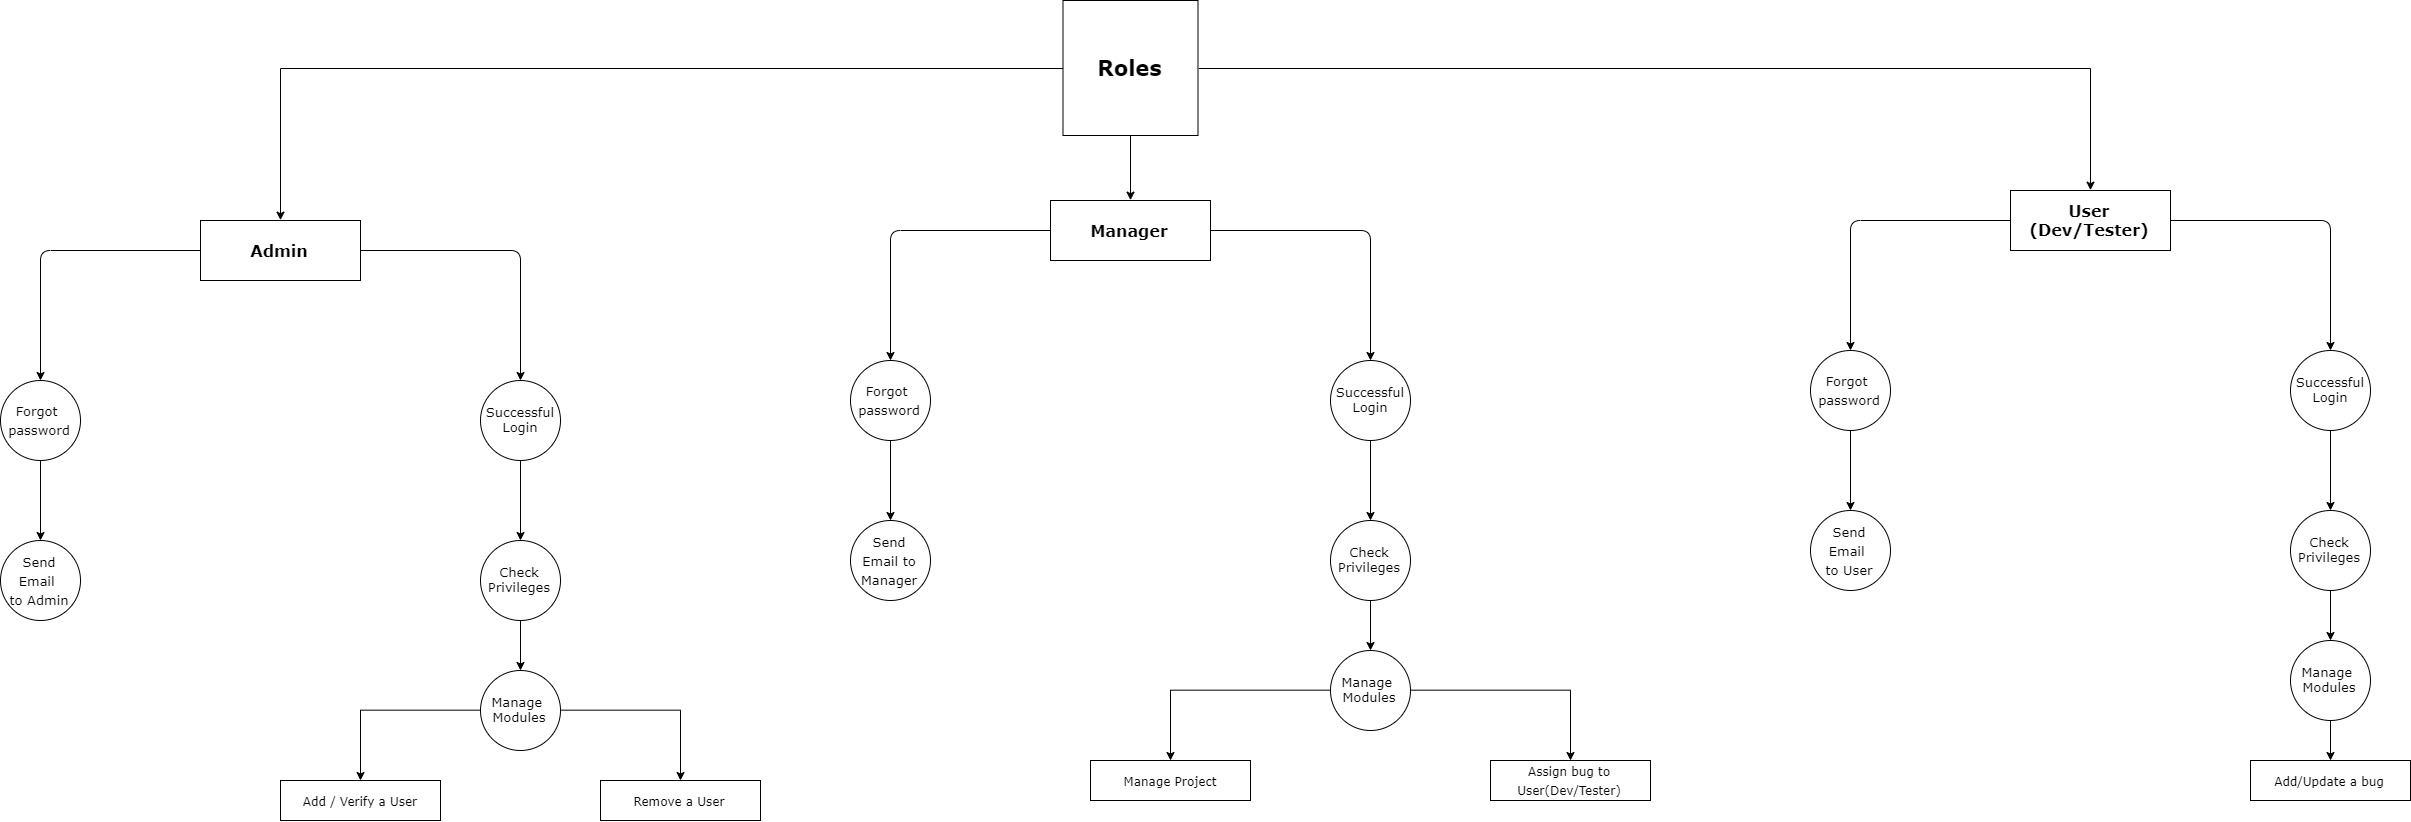 Roles
Admin
Manager
User
(Dev/Tester)
Forgot
password
Successful
Login
Send
Email
to Admin
Check
Privileges
Manage
Modules
Add / Verify a User
Remove a User
Forgot
password
Successful
Login
Send
Email to
Manager
Check
Privileges
Manage
Modules
Manage Project
Assign bug to
User(Dev/Tester)
Forgot
password
Successful
Login
Send
Email
to User
Check
Privileges
Manage
Modules
Add/Update a bug